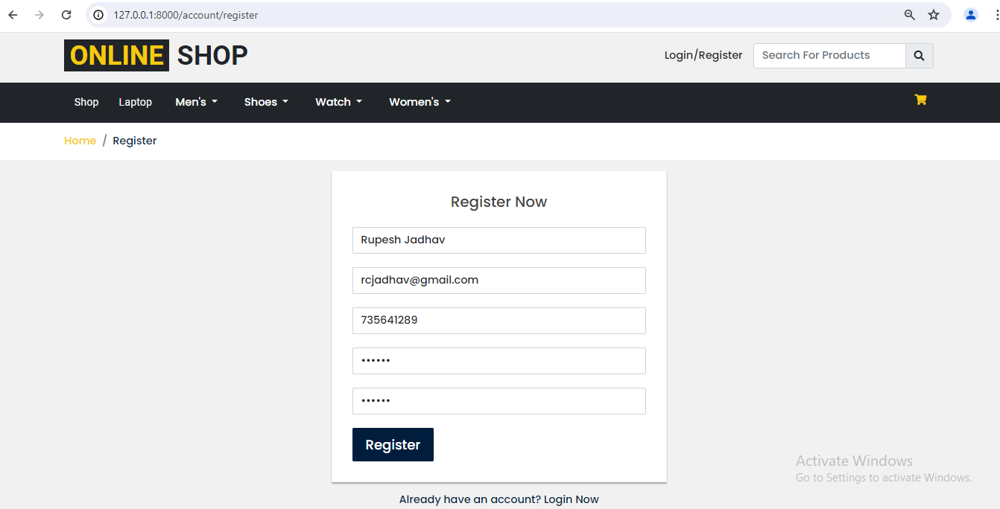 127.0.0.1:8000/account/register
ONLINE SHOP
Login/Register
Search For Products
Shop Laptop Men's Shoes Watch Women's
Home / Register
Register Now
Rupesh Jadhav
rcjadhav@gmail.com
735641289
••••••
••••••
Register
Already have an account? Login Now
Activate Windows
Go to Settings to activate Windows.